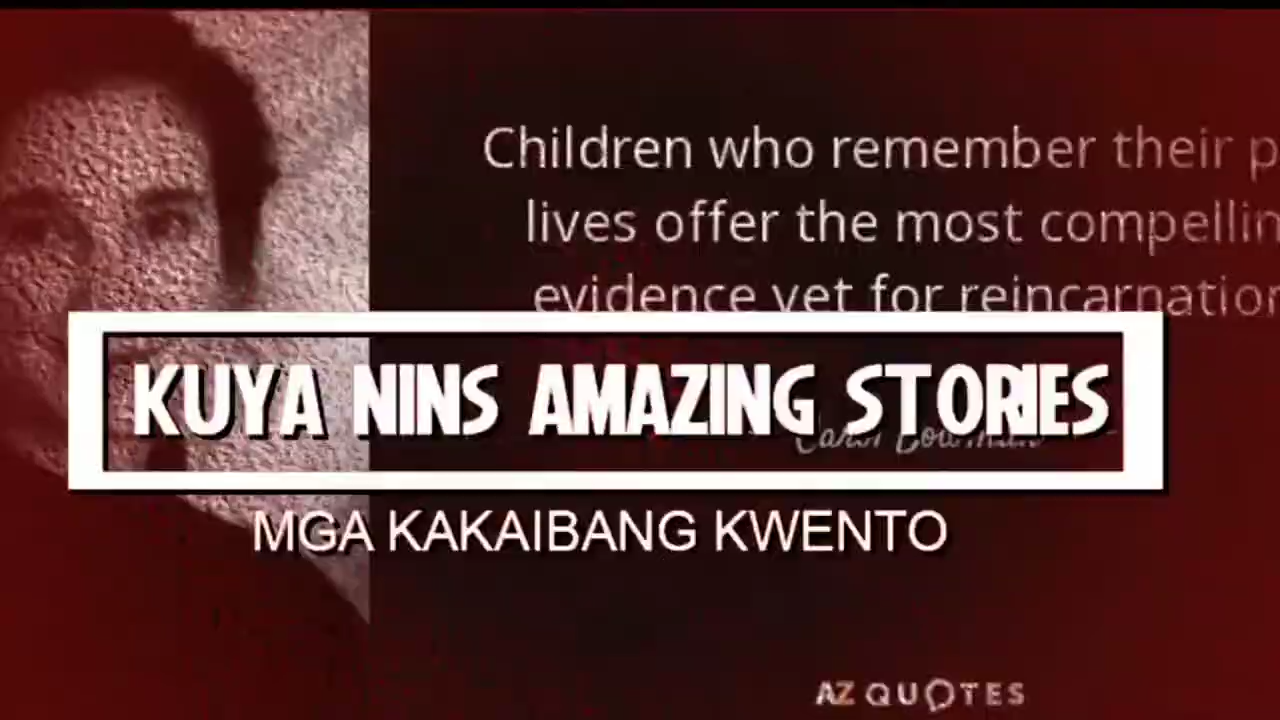 Children who remember their p
lives offer the most compellin
evidence yet for reincarnation
KUYA NINS AMAZING STORIES
MGA KAKAIBANG KWENTO
AZ QUOTES